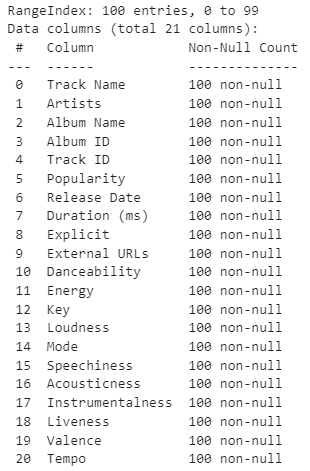 RangeIndex: 100 entries, 0 to 99
Data columns (total 21 columns):
#   Column            Non-Null Count
---  ------            --------------
0   Track Name        100 non-null
1   Artists           100 non-null
2   Album Name        100 non-null
3   Album ID          100 non-null
4   Track ID          100 non-null
5   Popularity        100 non-null
6   Release Date      100 non-null
7   Duration (ms)     100 non-null
8   Explicit          100 non-null
9   External URLs     100 non-null
10  Danceability      100 non-null
11  Energy            100 non-null
12  Key               100 non-null
13  Loudness          100 non-null
14  Mode              100 non-null
15  Speechiness       100 non-null
16  Acousticness      100 non-null
17  Instrumentalness  100 non-null
18  Liveness          100 non-null
19  Valence           100 non-null
20  Tempo             100 non-null